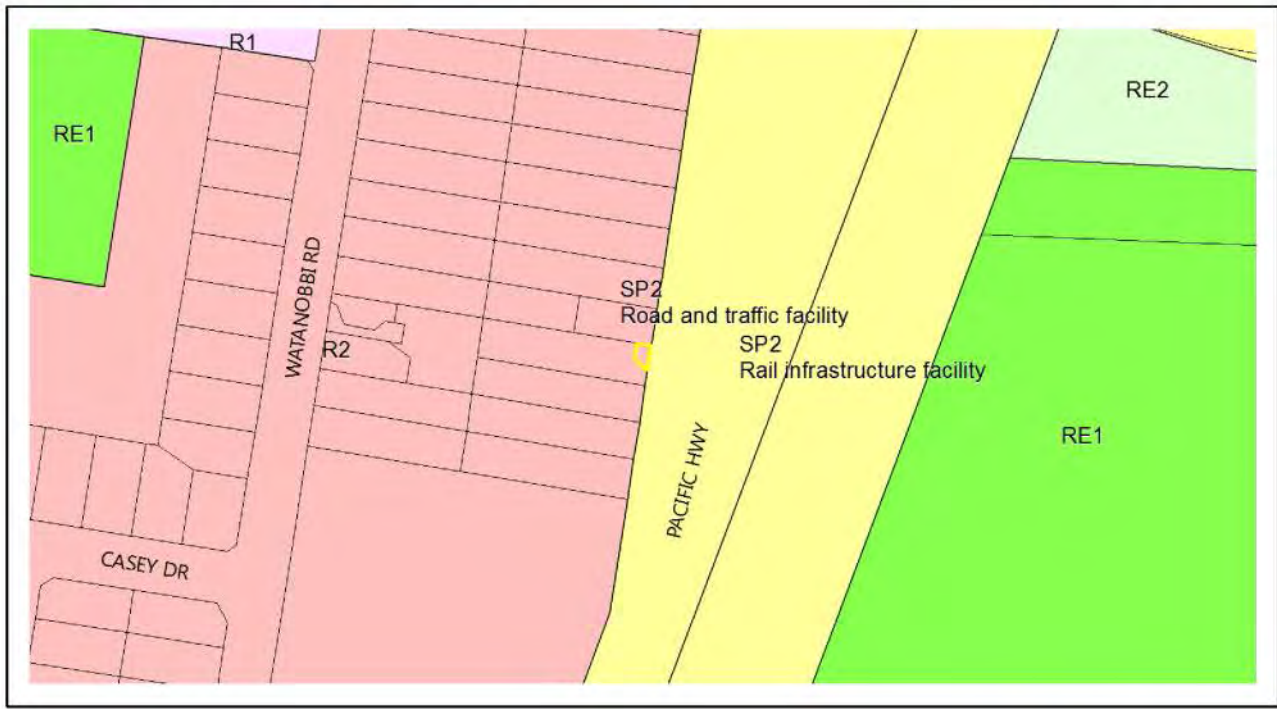 R1
RE2
RE1
SP2
Road and traffic facility
WATANOBBI RD
R2
SP2
Rail infrastructure facility
RE1
PACIFIC HWY
CASEY DR